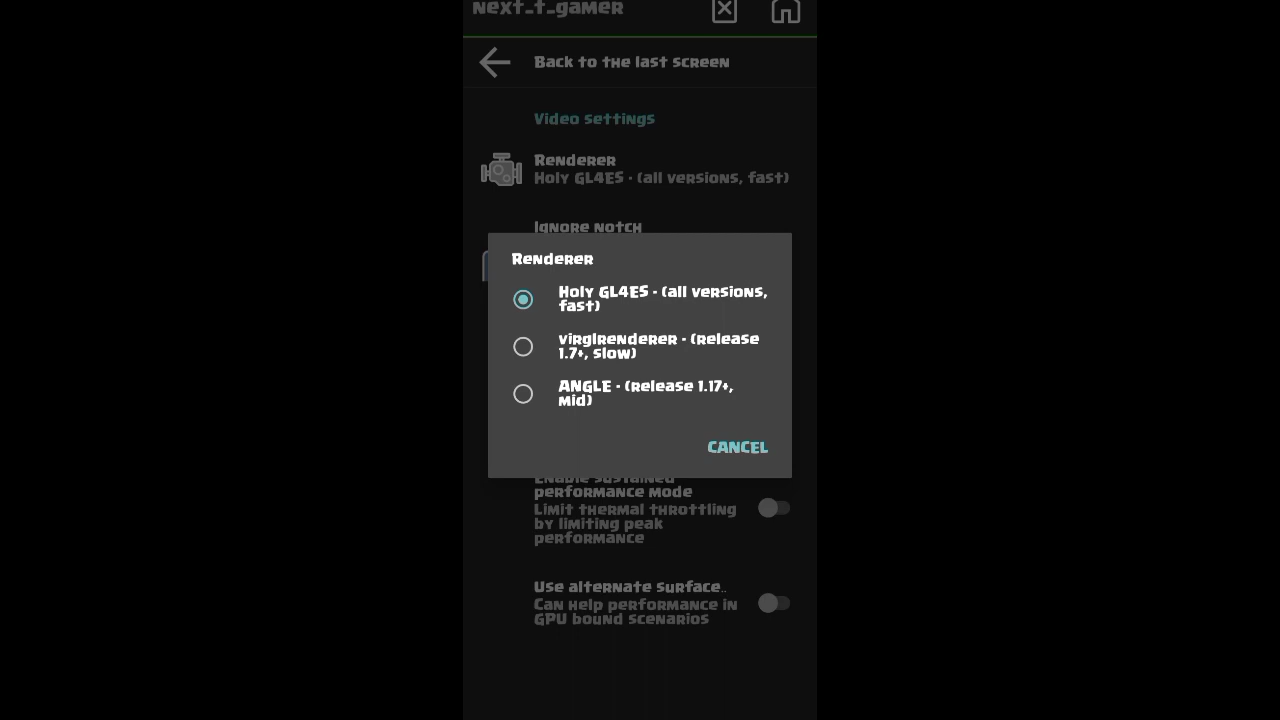 Next_T_Gamer
Back to the last screen
Video settings
Renderer
Holy GL4ES - (all versions, fast)
Ignore notch
Renderer
Holy GL4ES - (all versions,
fast)
virglrenderer - (release
1.7+, slow)
ANGLE - (release 1.17+,
Mid)
CANCEL
Enable sustained
performance mode
Limit thermal throttling
by limiting peak
performance
Use alternate surface..
Can help performance in
GPU bound scenarios